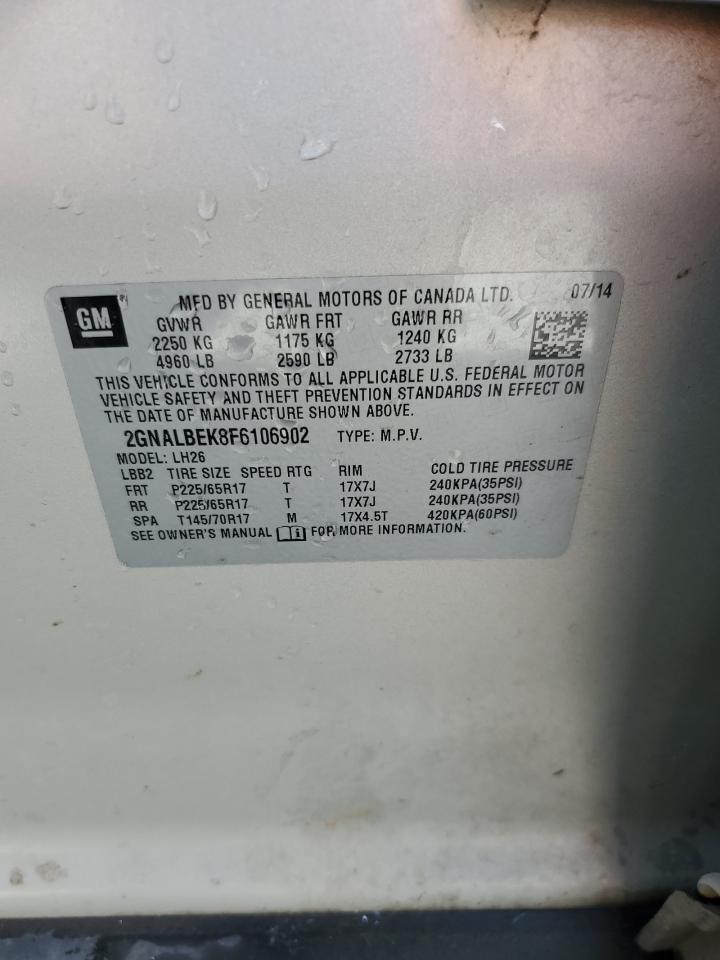 GM
MFD BY GENERAL MOTORS OF CANADA LTD. 07/14
GVWR GAWR FRT GAWR RR
2250 KG 1175 KG 1240 KG
4960 LB 2590 LB 2733 LB
THIS VEHICLE CONFORMS TO ALL APPLICABLE U.S. FEDERAL MOTOR
VEHICLE SAFETY AND THEFT PREVENTION STANDARDS IN EFFECT ON
THE DATE OF MANUFACTURE SHOWN ABOVE.
2GNALBEK8F6106902 TYPE: M.P.V.
MODEL: LH26
LBB2 TIRE SIZE SPEED RTG RIM COLD TIRE PRESSURE
FRT P225/65R17 T 17X7J 240KPA(35PSI)
RR P225/65R17 T 17X7J 240KPA(35PSI)
SPA T145/70R17 M 17X4.5T 420KPA(60PSI)
SEE OWNER'S MANUAL FOR MORE INFORMATION.